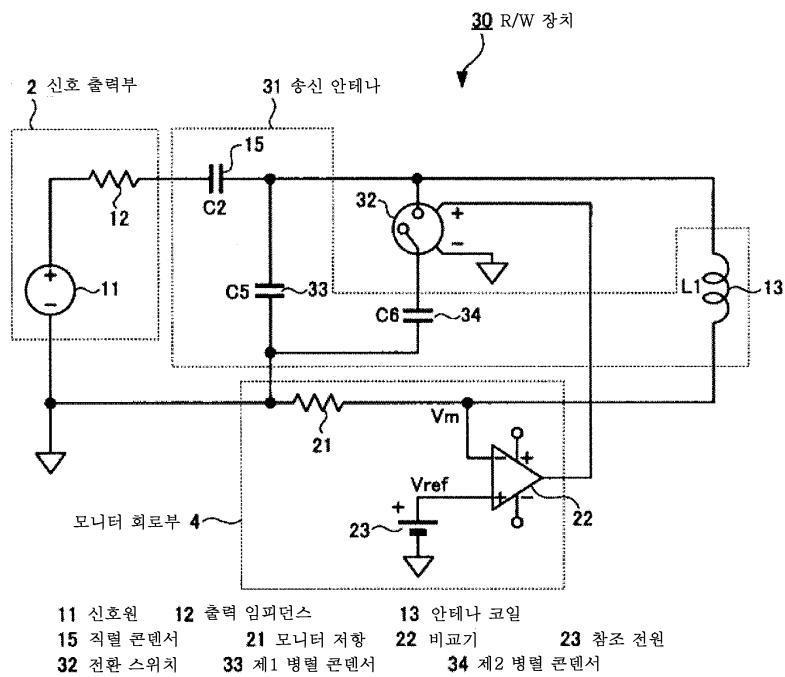 30 R/W 장치
2 신호 출력부
31 송신 안테나
15
12
C2
32
+
−
+
−
11
C5
33
C6
34
L1
13
Vm
21
−
+
Vref
+
−
+
22
23
모니터 회로부 4
11 신호원 12 출력 임피던스 13 안테나 코일
15 직렬 콘덴서 21 모니터 저항 22 비교기 23 참조 전원
32 전환 스위치 33 제1 병렬 콘덴서 34 제2 병렬 콘덴서